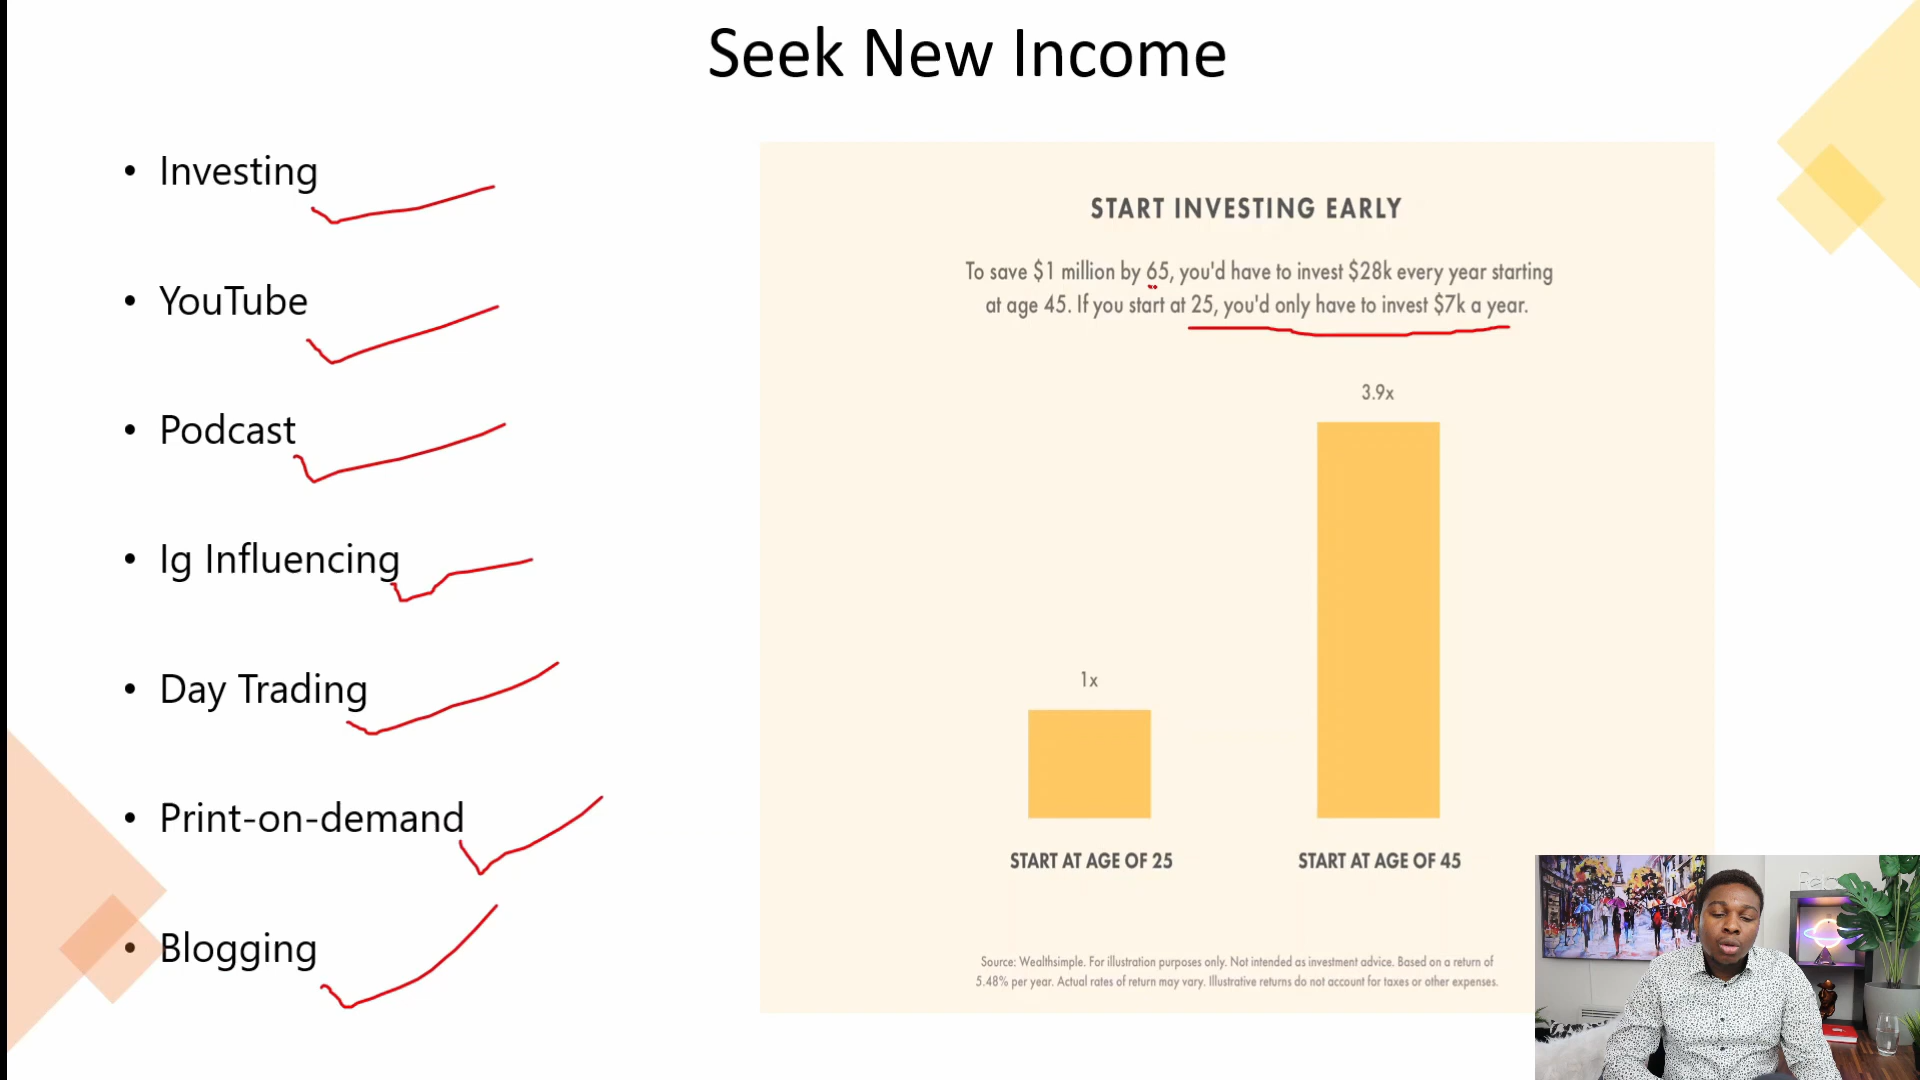 Seek New Income
• Investing
• YouTube
• Podcast
• Ig Influencing
• Day Trading
• Print-on-demand
• Blogging
START INVESTING EARLY
To save $1 million by 65, you'd have to invest $28k every year starting
at age 45. If you start at 25, you'd only have to invest $7k a year.
3.9x
1x
START AT AGE OF 25
START AT AGE OF 45
Source: Wealthsimple. For illustration purposes only. Not intended as investment advice. Based on a return of
5.48% per year. Actual rates of return may vary. Illustrative returns do not account for taxes or other expenses.